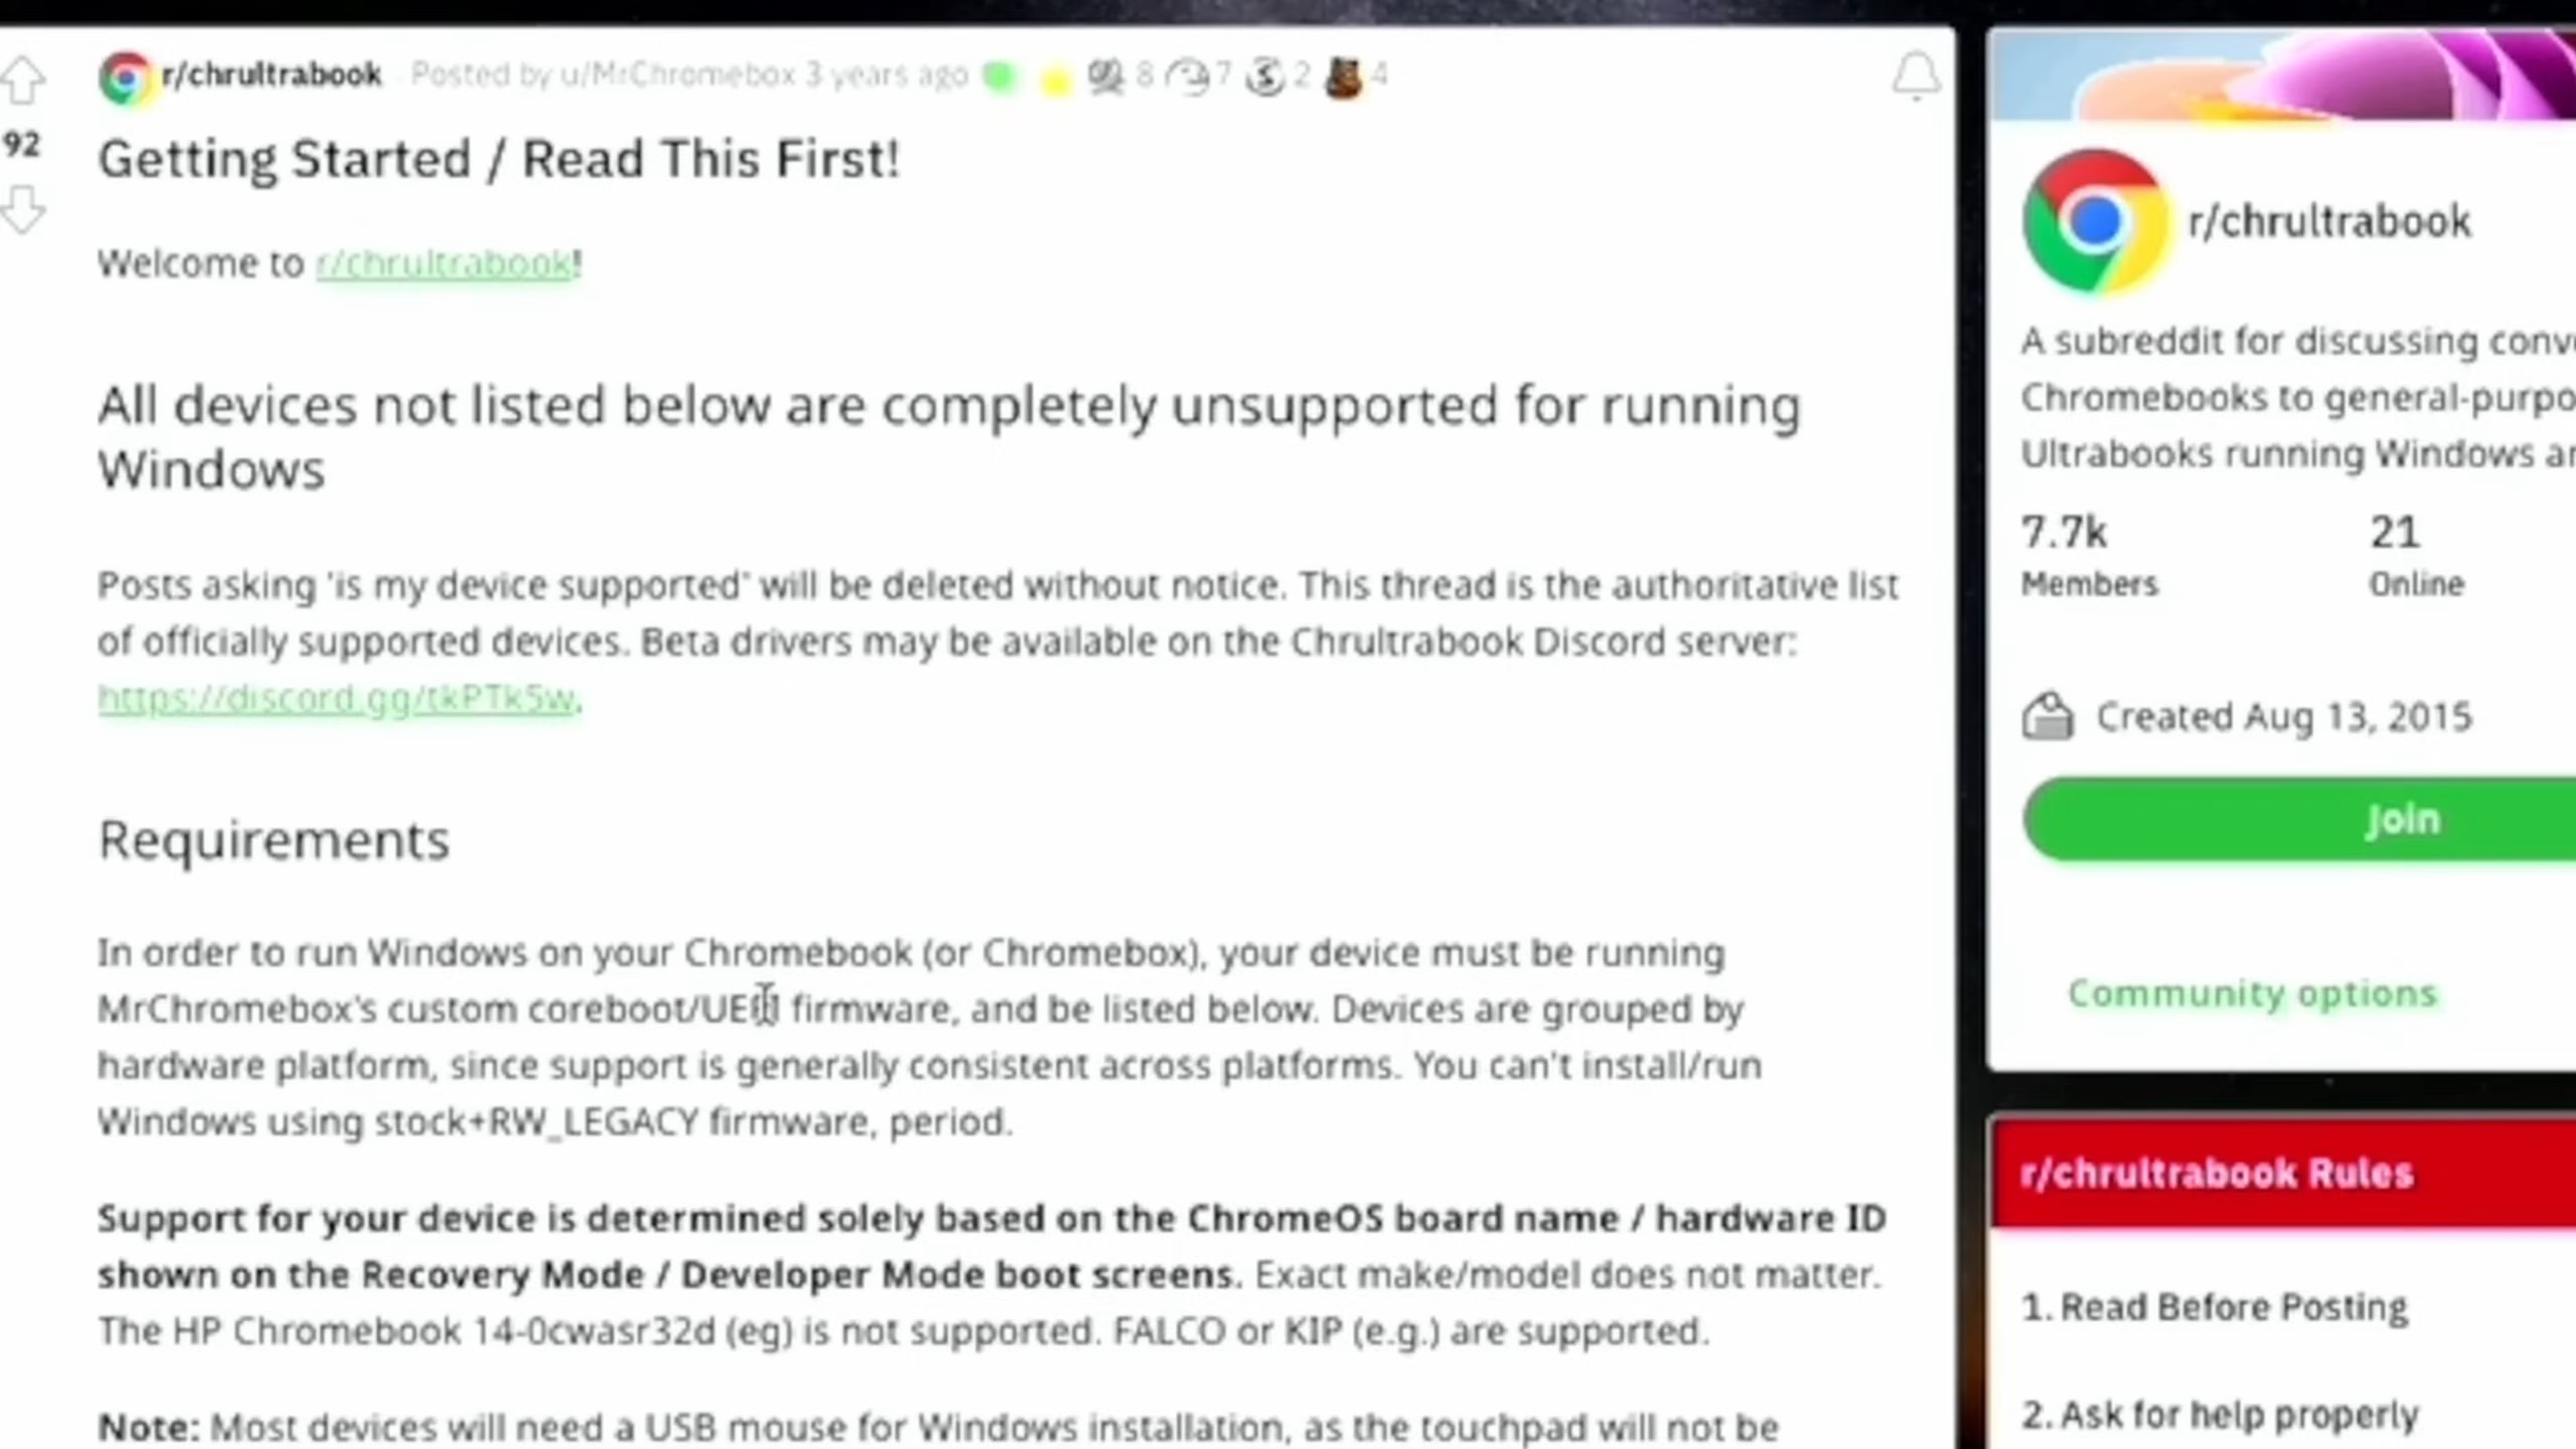 r/chrultrabook · Posted by u/MrChromebox 3 years ago 8 7 2 4
92
Getting Started / Read This First!
Welcome to r/chrultrabook!
All devices not listed below are completely unsupported for running
Windows
Posts asking 'is my device supported' will be deleted without notice. This thread is the authoritative list
of officially supported devices. Beta drivers may be available on the Chrultrabook Discord server:
https://discord.gg/tkPTk5w.
Requirements
In order to run Windows on your Chromebook (or Chromebox), your device must be running
MrChromebox's custom coreboot/UEFI firmware, and be listed below. Devices are grouped by
hardware platform, since support is generally consistent across platforms. You can't install/run
Windows using stock+RW_LEGACY firmware, period.
Support for your device is determined solely based on the ChromeOS board name / hardware ID
shown on the Recovery Mode / Developer Mode boot screens. Exact make/model does not matter.
The HP Chromebook 14-0cwasr32d (eg) is not supported. FALCO or KIP (e.g.) are supported.
Note: Most devices will need a USB mouse for Windows installation, as the touchpad will not be
r/chrultrabook
A subreddit for discussing conv
Chromebooks to general-purpo
Ultrabooks running Windows a
7.7k 21
Members Online
Created Aug 13, 2015
Join
Community options
r/chrultrabook Rules
1. Read Before Posting
2. Ask for help properly